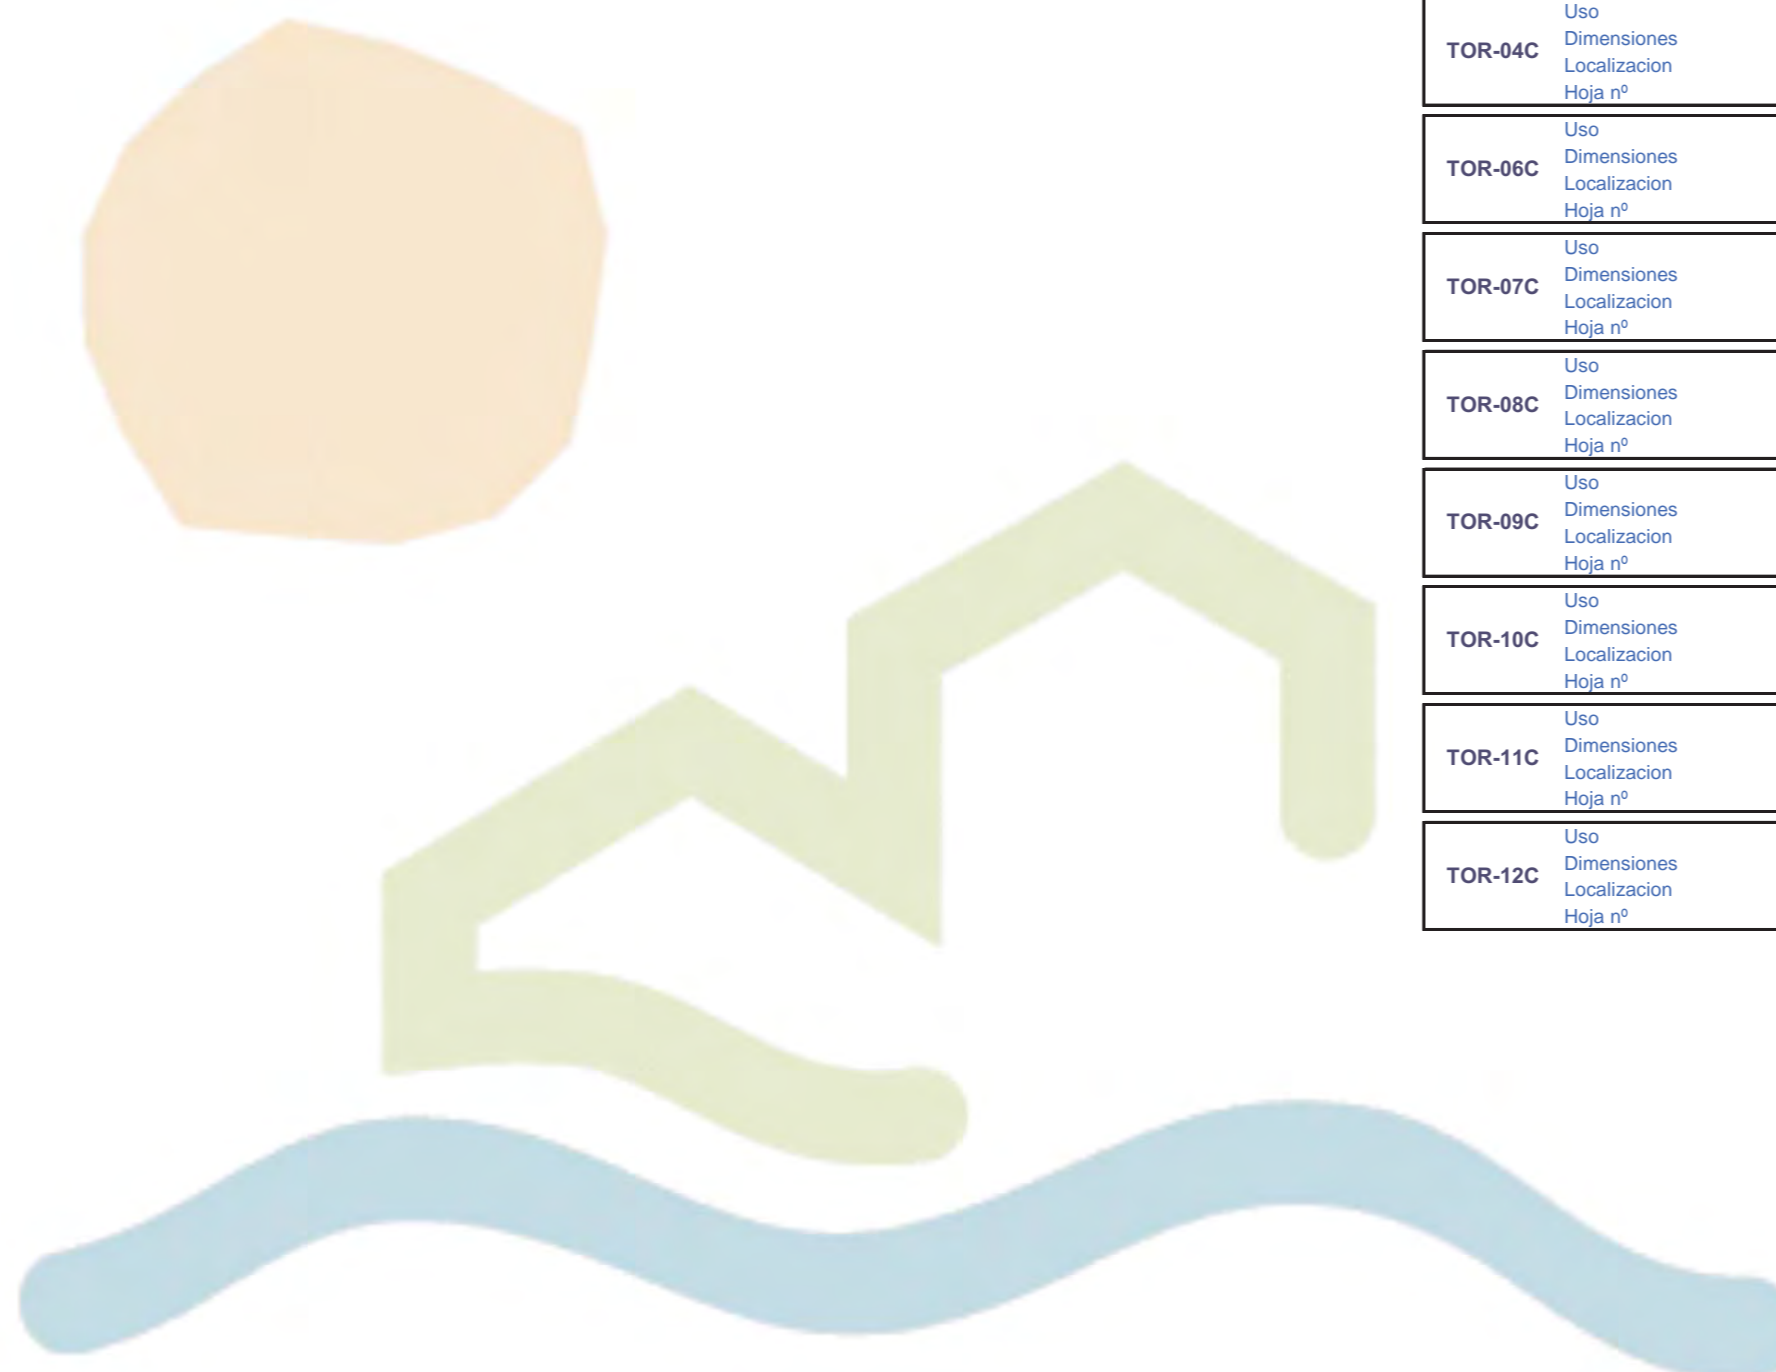 Uso
Dimensiones
TOR-04C
Localizacion
Hoja nº
Uso
Dimensiones
TOR-06C
Localizacion
Hoja nº
Uso
Dimensiones
TOR-07C
Localizacion
Hoja nº
Uso
Dimensiones
TOR-08C
Localizacion
Hoja nº
Uso
Dimensiones
TOR-09C
Localizacion
Hoja nº
Uso
Dimensiones
TOR-10C
Localizacion
Hoja nº
Uso
Dimensiones
TOR-11C
Localizacion
Hoja nº
Uso
Dimensiones
TOR-12C
Localizacion
Hoja nº